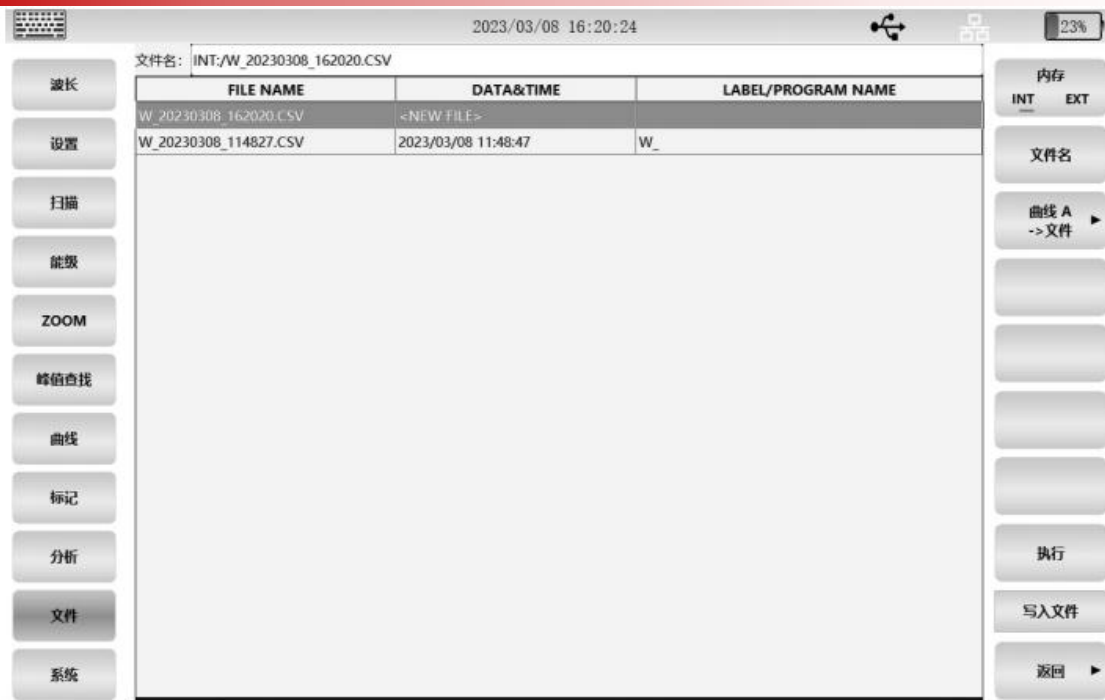 2023/03/08 16:20:24
23%
文件名: INT:/W_20230308_162020.CSV
FILE NAME DATA&TIME LABEL/PROGRAM NAME
W_20230308_162020.CSV <NEW FILE>
W_20230308_114827.CSV 2023/03/08 11:48:47 W_
波长
设置
扫描
能级
ZOOM
峰值查找
曲线
标记
分析
文件
系统
内存
INT EXT
文件名
曲线 A
->文件
执行
写入文件
返回